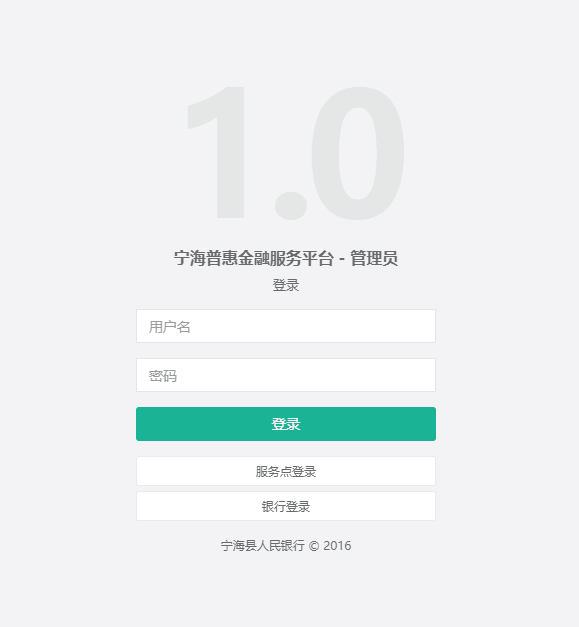 1.0
宁海普惠金融服务平台 - 管理员
登录
用户名
密码
登录
服务点登录
银行登录
宁海县人民银行 © 2016